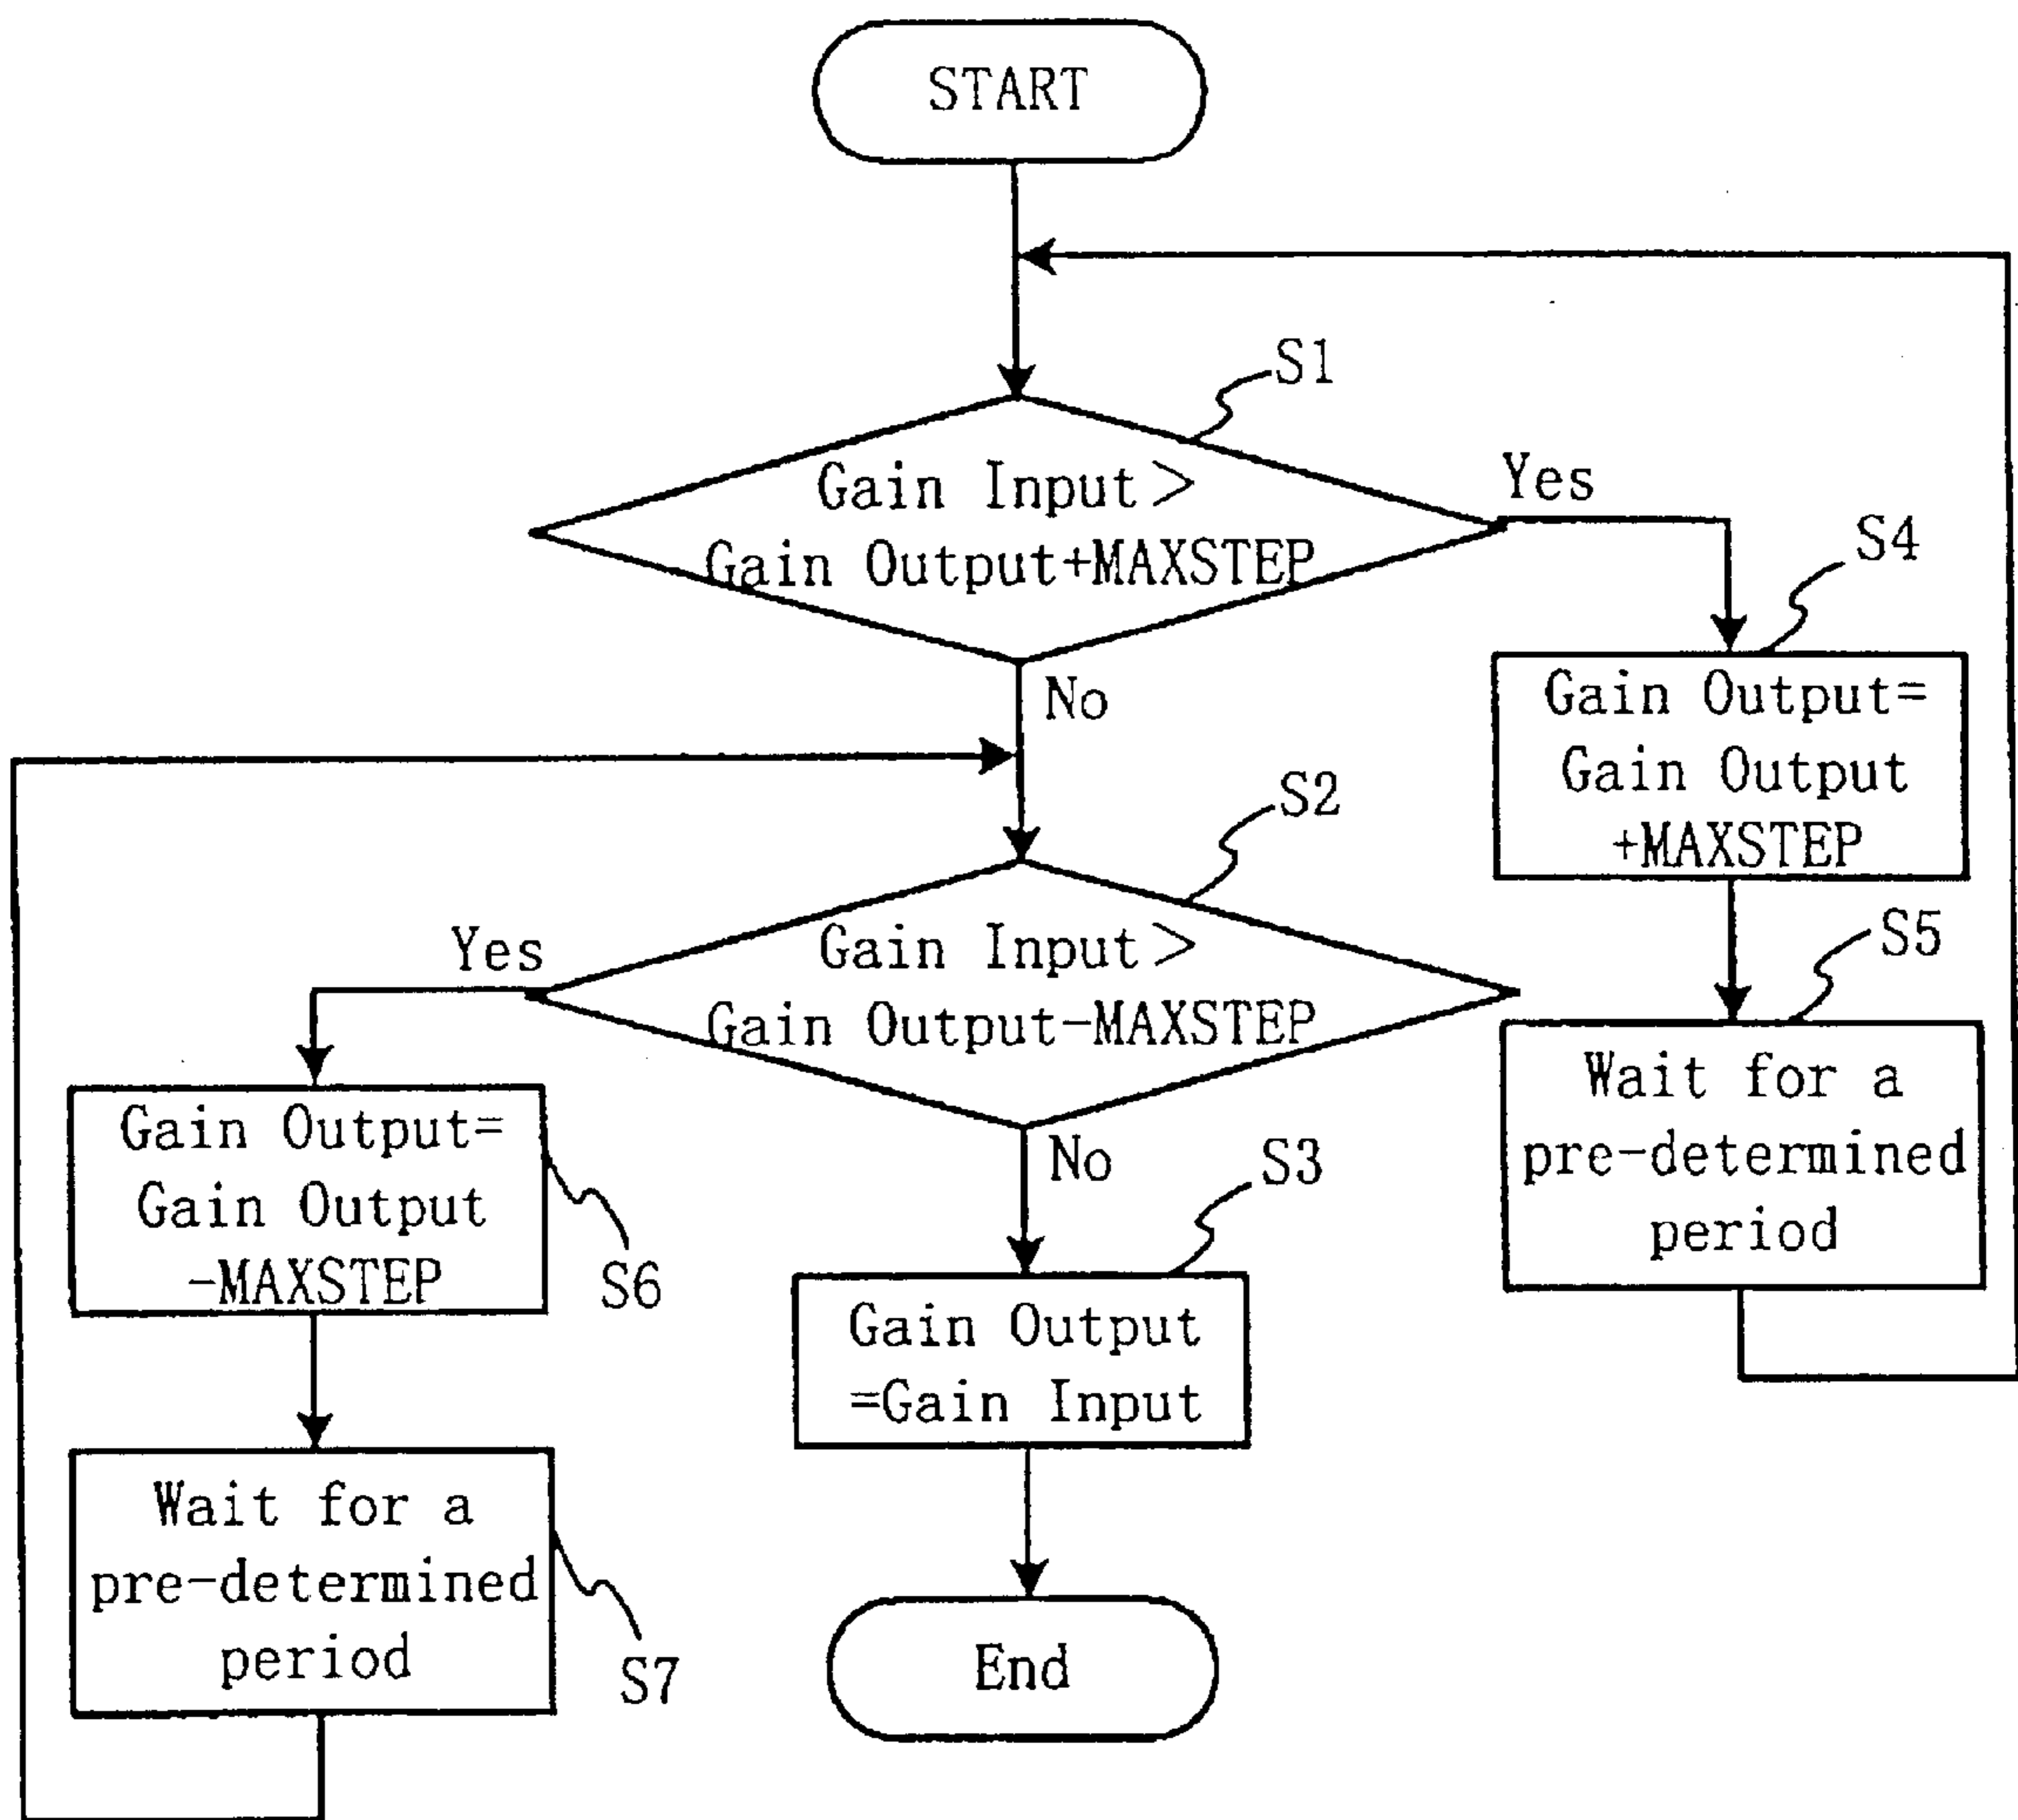 START
S1
Gain Input>
Gain Output+MAXSTEP
Yes
No
S4
Gain Output=
Gain Output
+MAXSTEP
S5
Wait for a
pre-determined
period
S2
Gain Input>
Gain Output-MAXSTEP
Yes
No
S6
Gain Output=
Gain Output
-MAXSTEP
S7
Wait for a
pre-determined
period
S3
Gain Output
=Gain Input
End